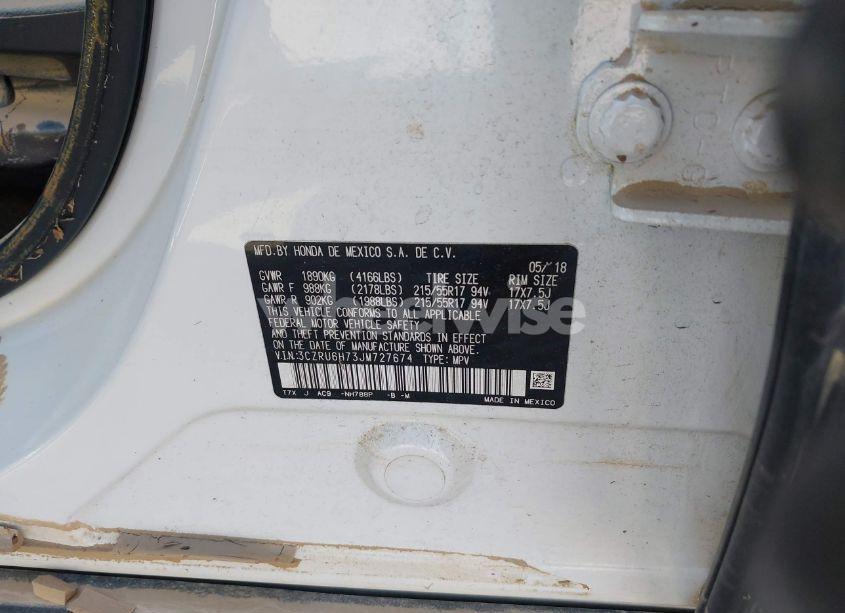 MFD.BY HONDA DE MEXICO S.A. DE C.V. 05/18
GVWR 1890KG (4166LBS) TIRE SIZE RIM SIZE
GAWR F 988KG (2178LBS) 215/55R17 94V 17X7.5J
GAWR R 902KG (1988LBS) 215/55R17 94V 17X7.5J
THIS VEHICLE CONFORMS TO ALL APPLICABLE
FEDERAL MOTOR VEHICLE SAFETY
AND THEFT PREVENTION STANDARDS IN EFFECT
ON THE DATE OF MANUFACTURE SHOWN ABOVE.
V.I.N:3CZRU6H73JM727674 TYPE: MPV
T7X J AC9 -NH788P -B -M MADE IN MEXICO